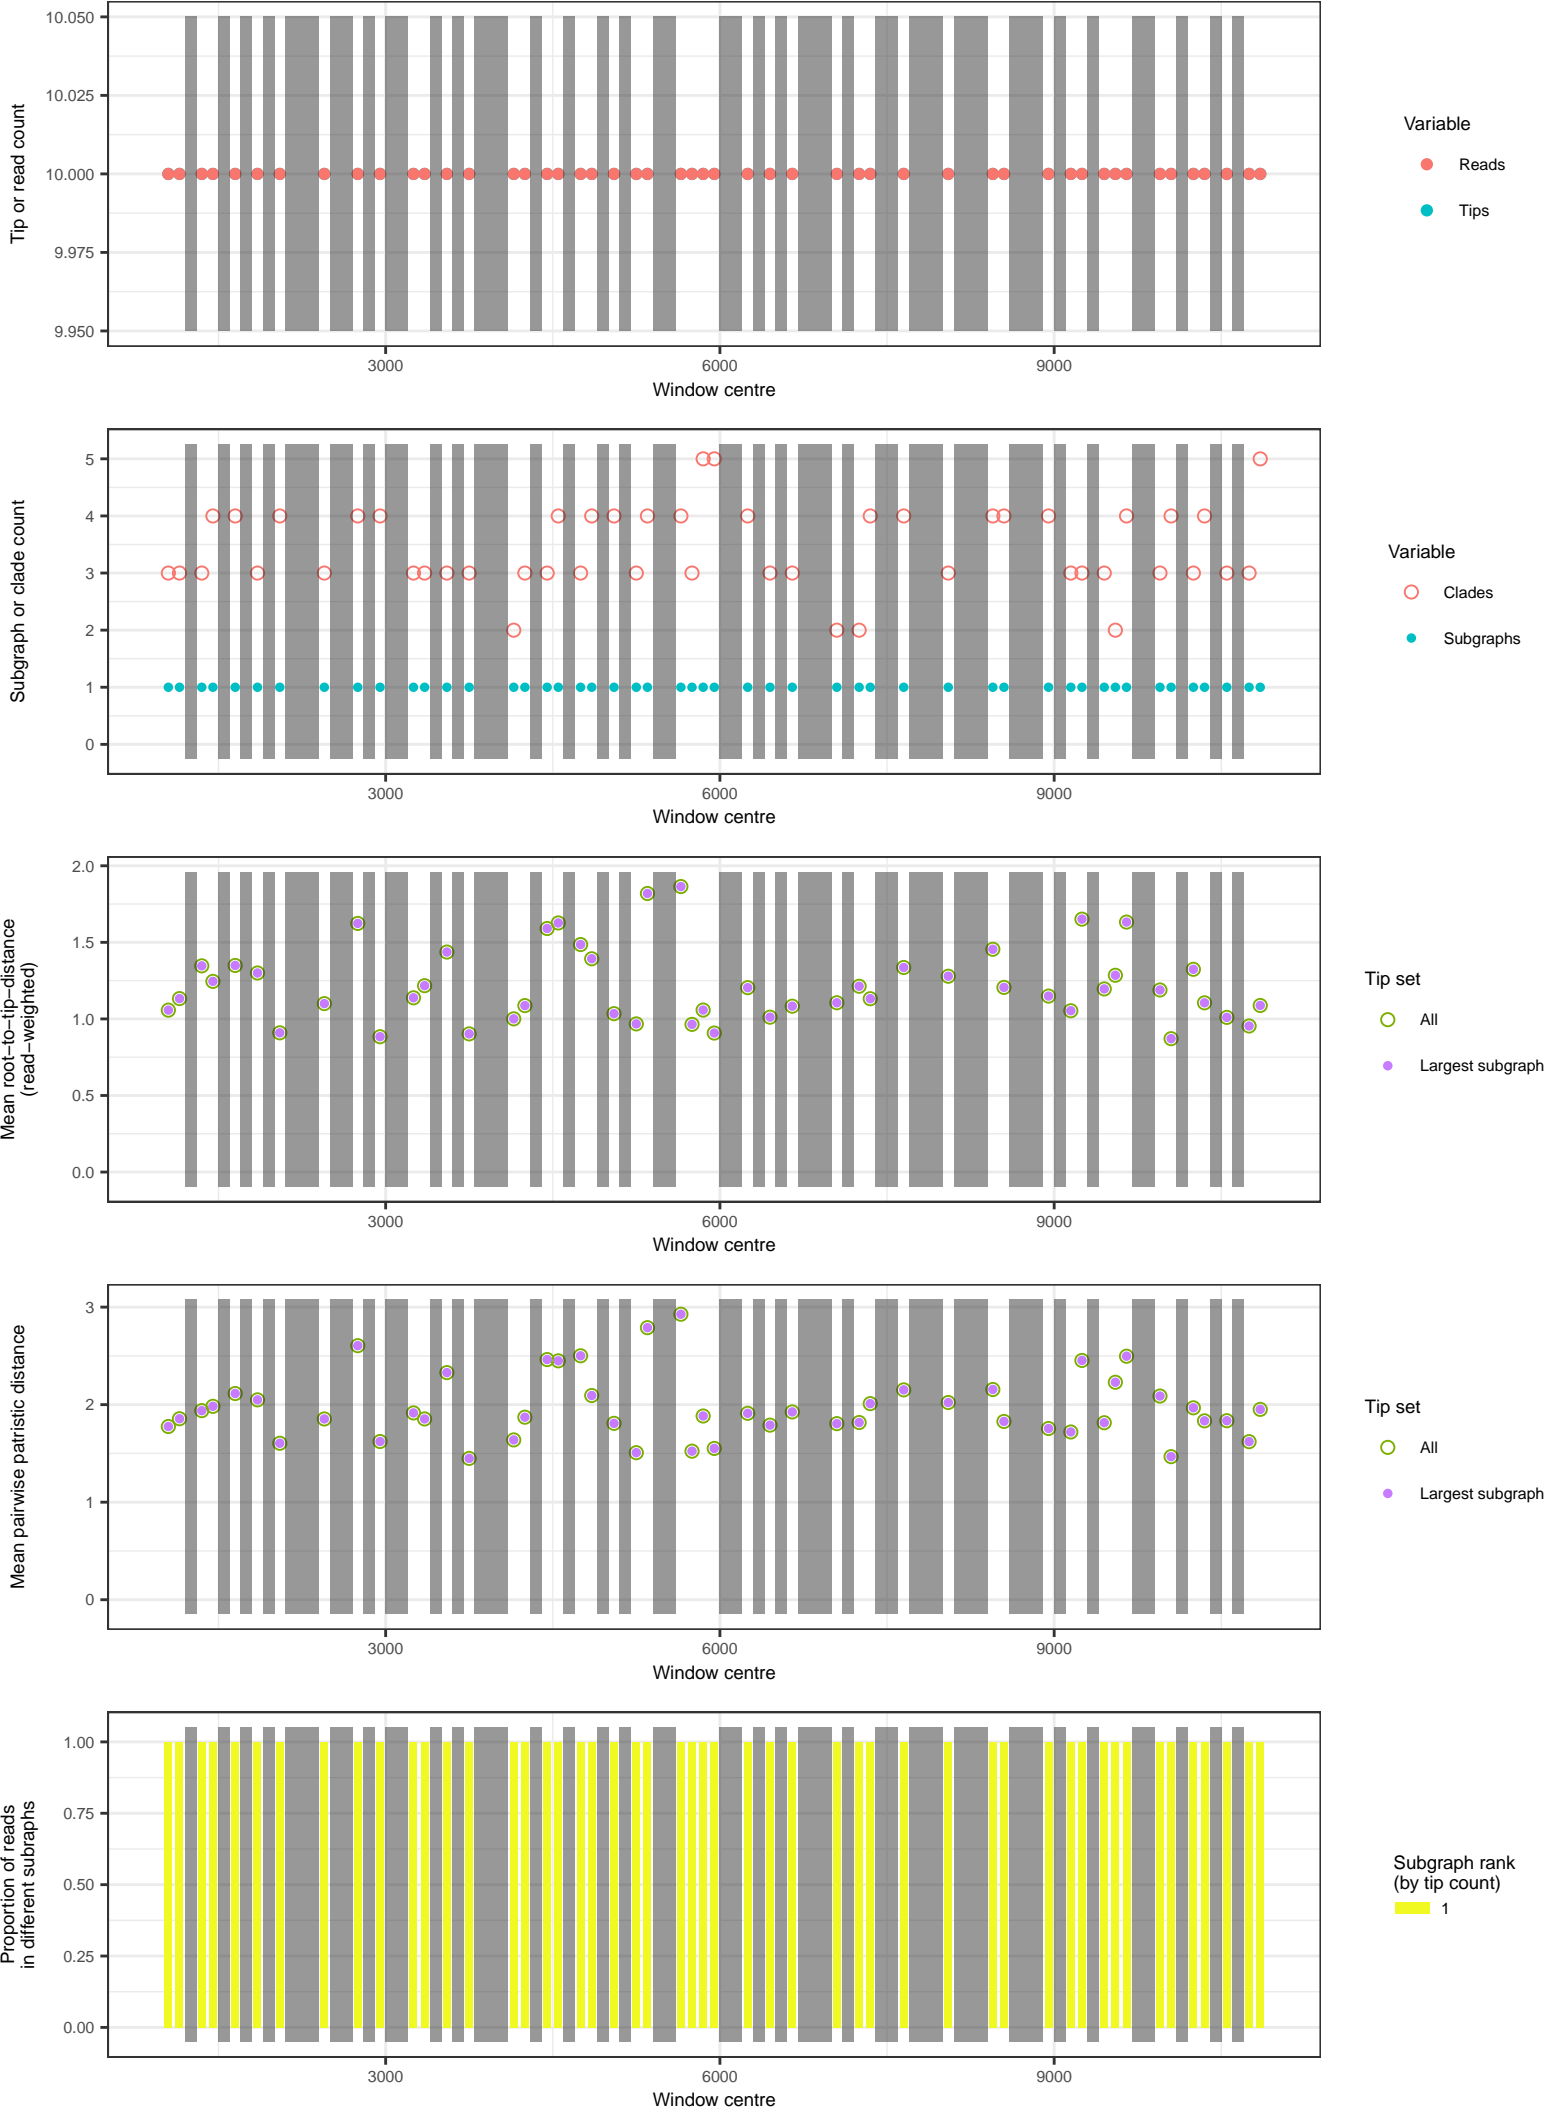 10.050
10.025
10.000
9.975
9.950
Tip or read count
3000
6000
9000
Window centre
Variable
Reads
Tips
5
4
3
2
1
0
Subgraph or clade count
3000
6000
9000
Window centre
Variable
Clades
Subgraphs
2.0
1.5
1.0
0.5
0.0
Mean root−to−tip−distance
(read−weighted)
3000
6000
9000
Window centre
Tip set
All
Largest subgraph
3
2
1
0
Mean pairwise patristic distance
3000
6000
9000
Window centre
Tip set
All
Largest subgraph
1.00
0.75
0.50
0.25
0.00
Proportion of reads
in different subraphs
3000
6000
9000
Window centre
Subgraph rank
(by tip count)
1